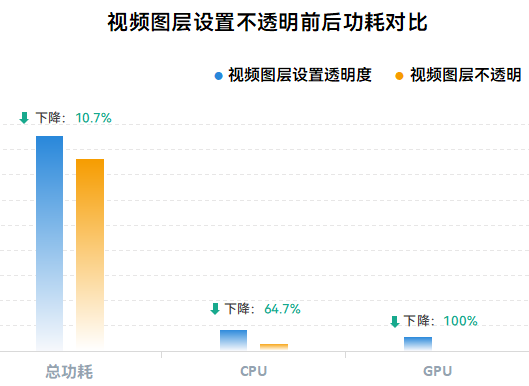 视频图层设置不透明前后功耗对比
视频图层设置透明度 视频图层不透明
下降：10.7%
下降：64.7%
下降：100%
总功耗 CPU GPU